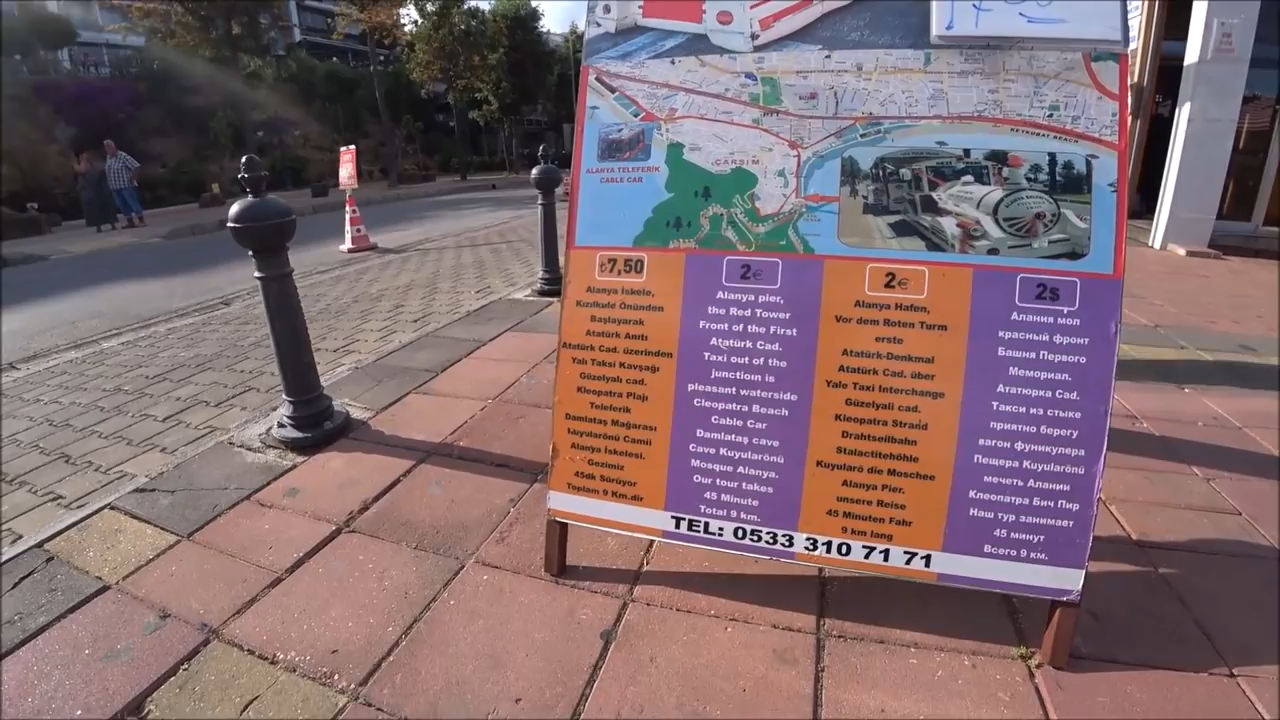 KEYKUBAT BEACH
ÇARŞIM
ALANYA TELEFERİK
CABLE CAR
₺7,50
Alanya İskele,
Kızılkule Önünden
Başlayarak
Atatürk Anıtı
Atatürk Cad. üzerinden
Yalı Taksi Kavşağı
Güzelyalı cad.
Kleopatra Plajı
Teleferik
Damlataş Mağarası
Kuyularönü Camii
Alanya İskelesi.
Gezimiz
45dk Sürüyor
Toplam 9 Km.dir
2€
Alanya pier,
the Red Tower
Front of the First
Atatürk Cad.
Taxi out of the
junctioın is
pleasant waterside
Cleopatra Beach
Cable Car
Damlataş cave
Cave Kuyularönü
Mosque Alanya.
Our tour takes
45 Minute
Total 9 km.
2€
Alanya Hafen,
Vor dem Roten Turm
erste
Atatürk-Denkmal
Atatürk Cad. über
Yale Taxi Interchange
Güzelyali cad.
Kleopatra Strand
Drahtseilbahn
Stalactitehöhle
Kuyularö die Moschee
Alanya Pier.
unsere Reise
45 Minuten Fahr
9 km lang
2$
Алания мол
красный фронт
Башня Первого
Мемориал.
Ататюрка Cad.
Такси из стыке
приятно берегу
вагон фуникулера
Пещера Kuyularönü
мечеть Алании
Клеопатра Бич Пир
Наш тур занимает
45 минут
Всего 9 км.
TEL: 0533 310 71 71